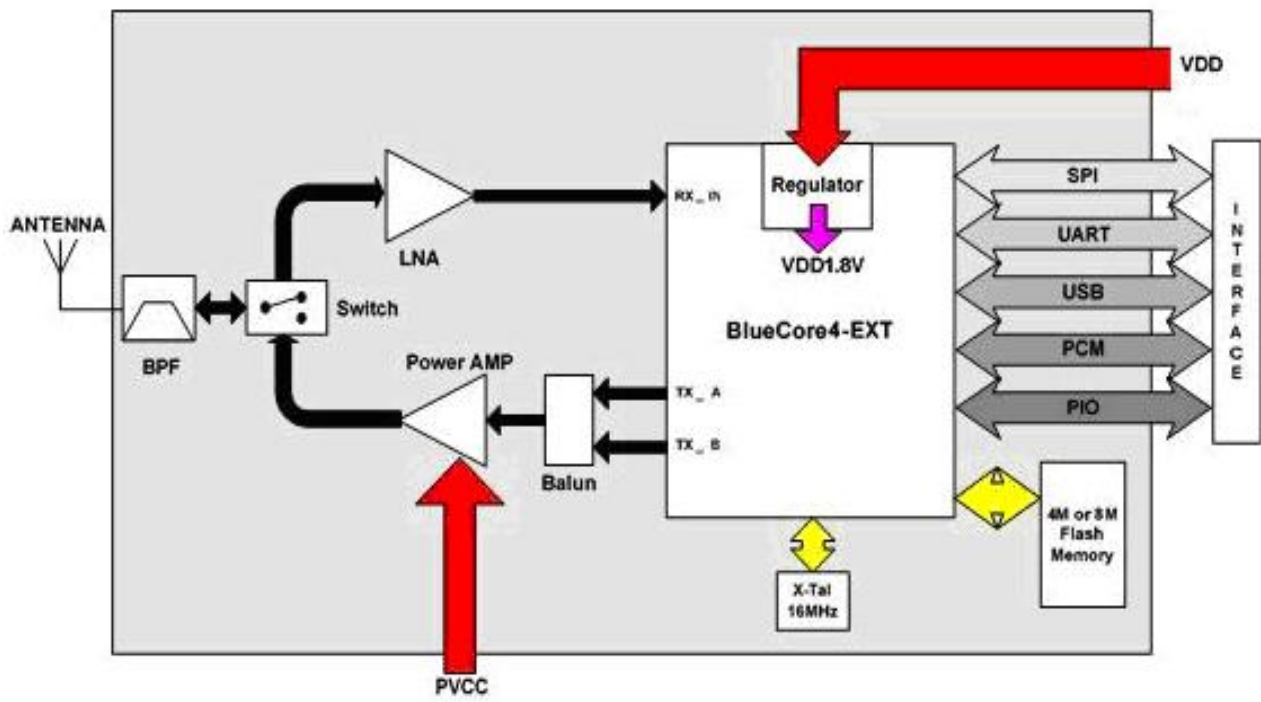 VDD
Regulator
SPI
RX_ IN
ANTENNA
LNA
UART
VDD1.8V
USB
Switch
BlueCore4-EXT
BPF
Power AMP
PCM
TX_ A
PIO
TX_ B
Balun
INTERFACE
4M or 8M
Flash
Memory
X-Tal
16MHz
PVCC